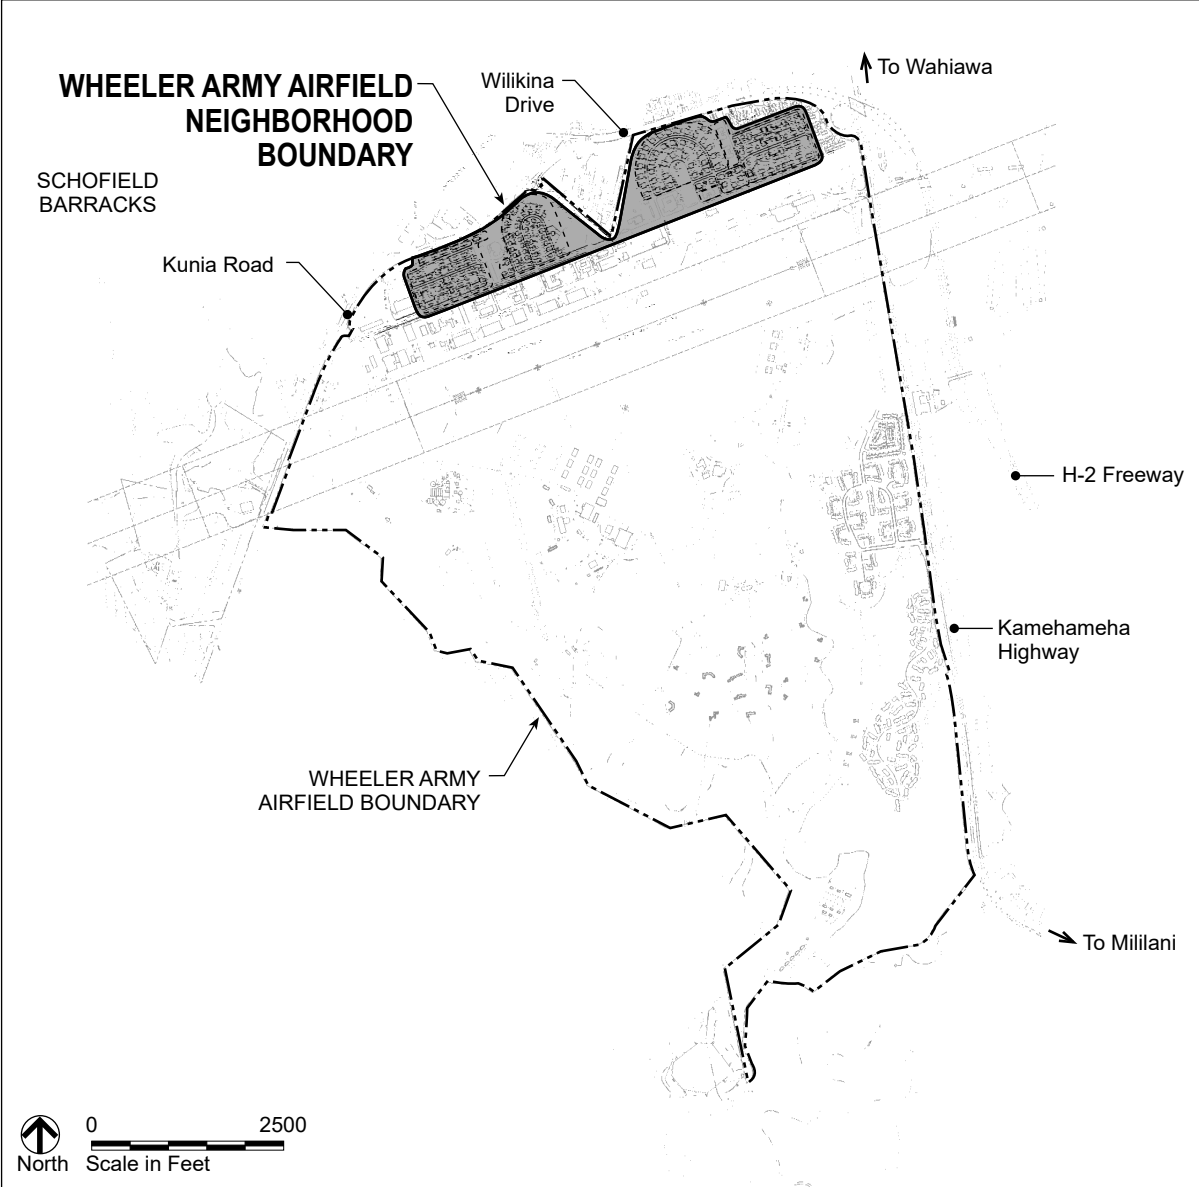 To Wahiawa
WHEELER ARMY AIRFIELD
NEIGHBORHOOD
BOUNDARY
Wilikina
Drive
SCHOFIELD
BARRACKS
Kunia Road
H-2 Freeway
Kamehameha
Highway
WHEELER ARMY
AIRFIELD BOUNDARY
To Mililani
0 2500
North Scale in Feet